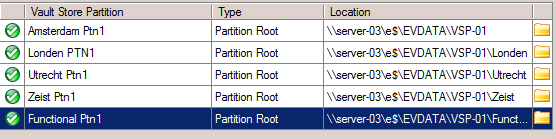 Vault Store Partition Type Location
Amsterdam Ptn1 Partition Root \\server-03\e$\EVDATA\VSP-01
Londen PTN1 Partition Root \\server-03\e$\EVDATA\VSP-01\Londen
Utrecht Ptn1 Partition Root \\server-03\e$\EVDATA\VSP-01\Utrecht
Zeist Ptn1 Partition Root \\server-03\e$\EVDATA\VSP-01\Zeist
Functional Ptn1 Partition Root \\server-03\e$\EVDATA\VSP-01\Funct...